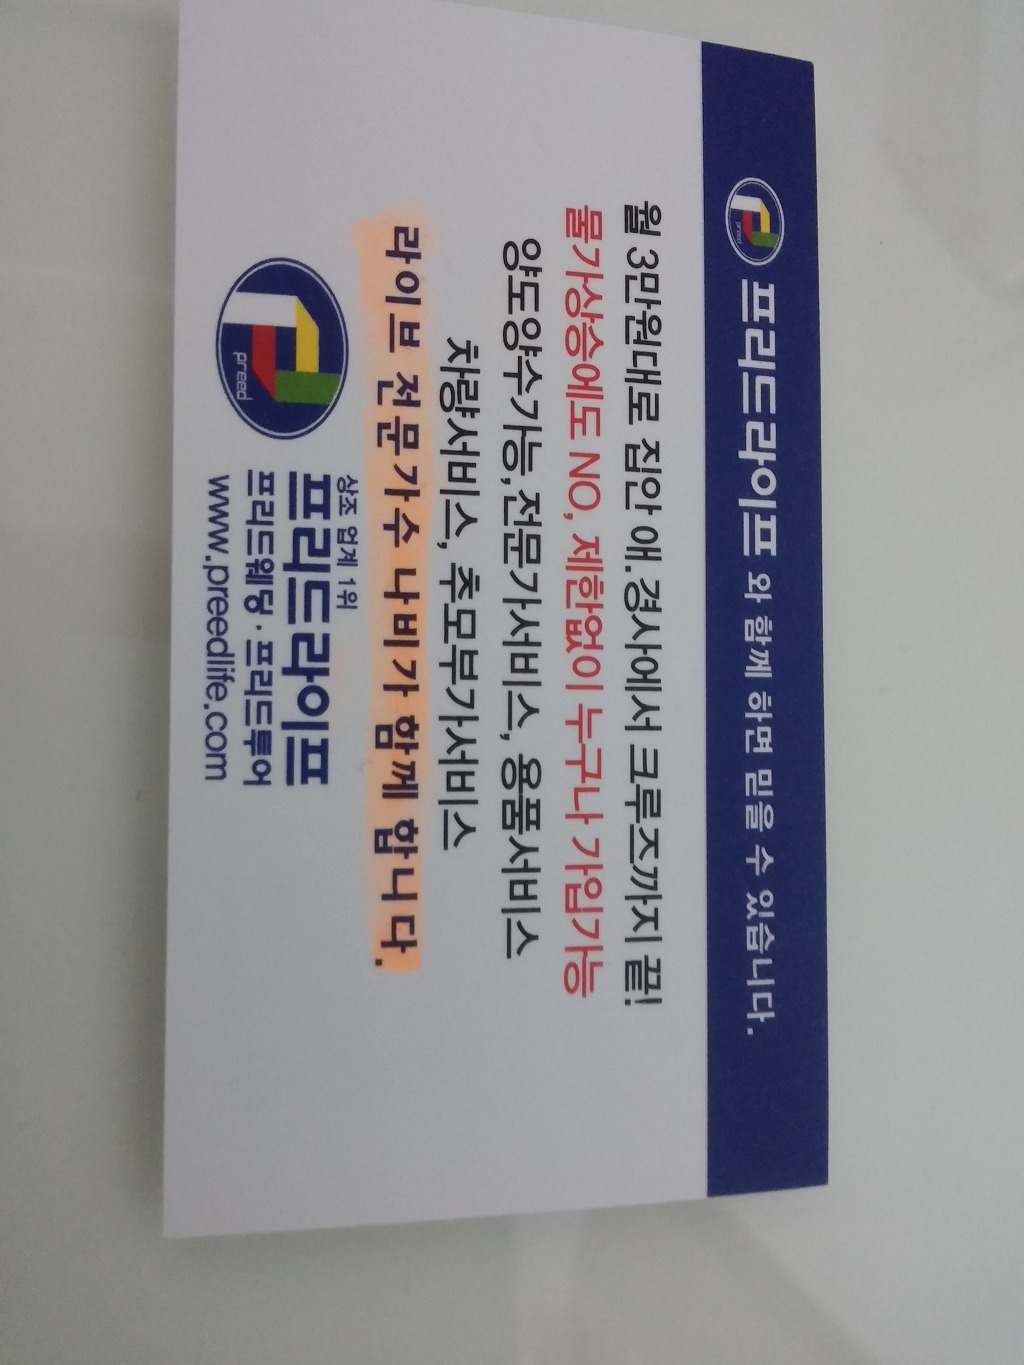 preed
프리드라이프 와 함께 하면 믿을 수 있습니다.
월 3만원대로 집안 애.경사에서 크루즈까지 끝!
물가상승에도 NO, 제한없이 누구나 가입가능
양도양수가능,전문가서비스, 용품서비스
차량서비스, 추모부가서비스
라이브 전문가수 나비가 함께 합니다.
preed
상조 업계 1위
프리드라이프
프리드웨딩·프리드투어
www.preedlife.com